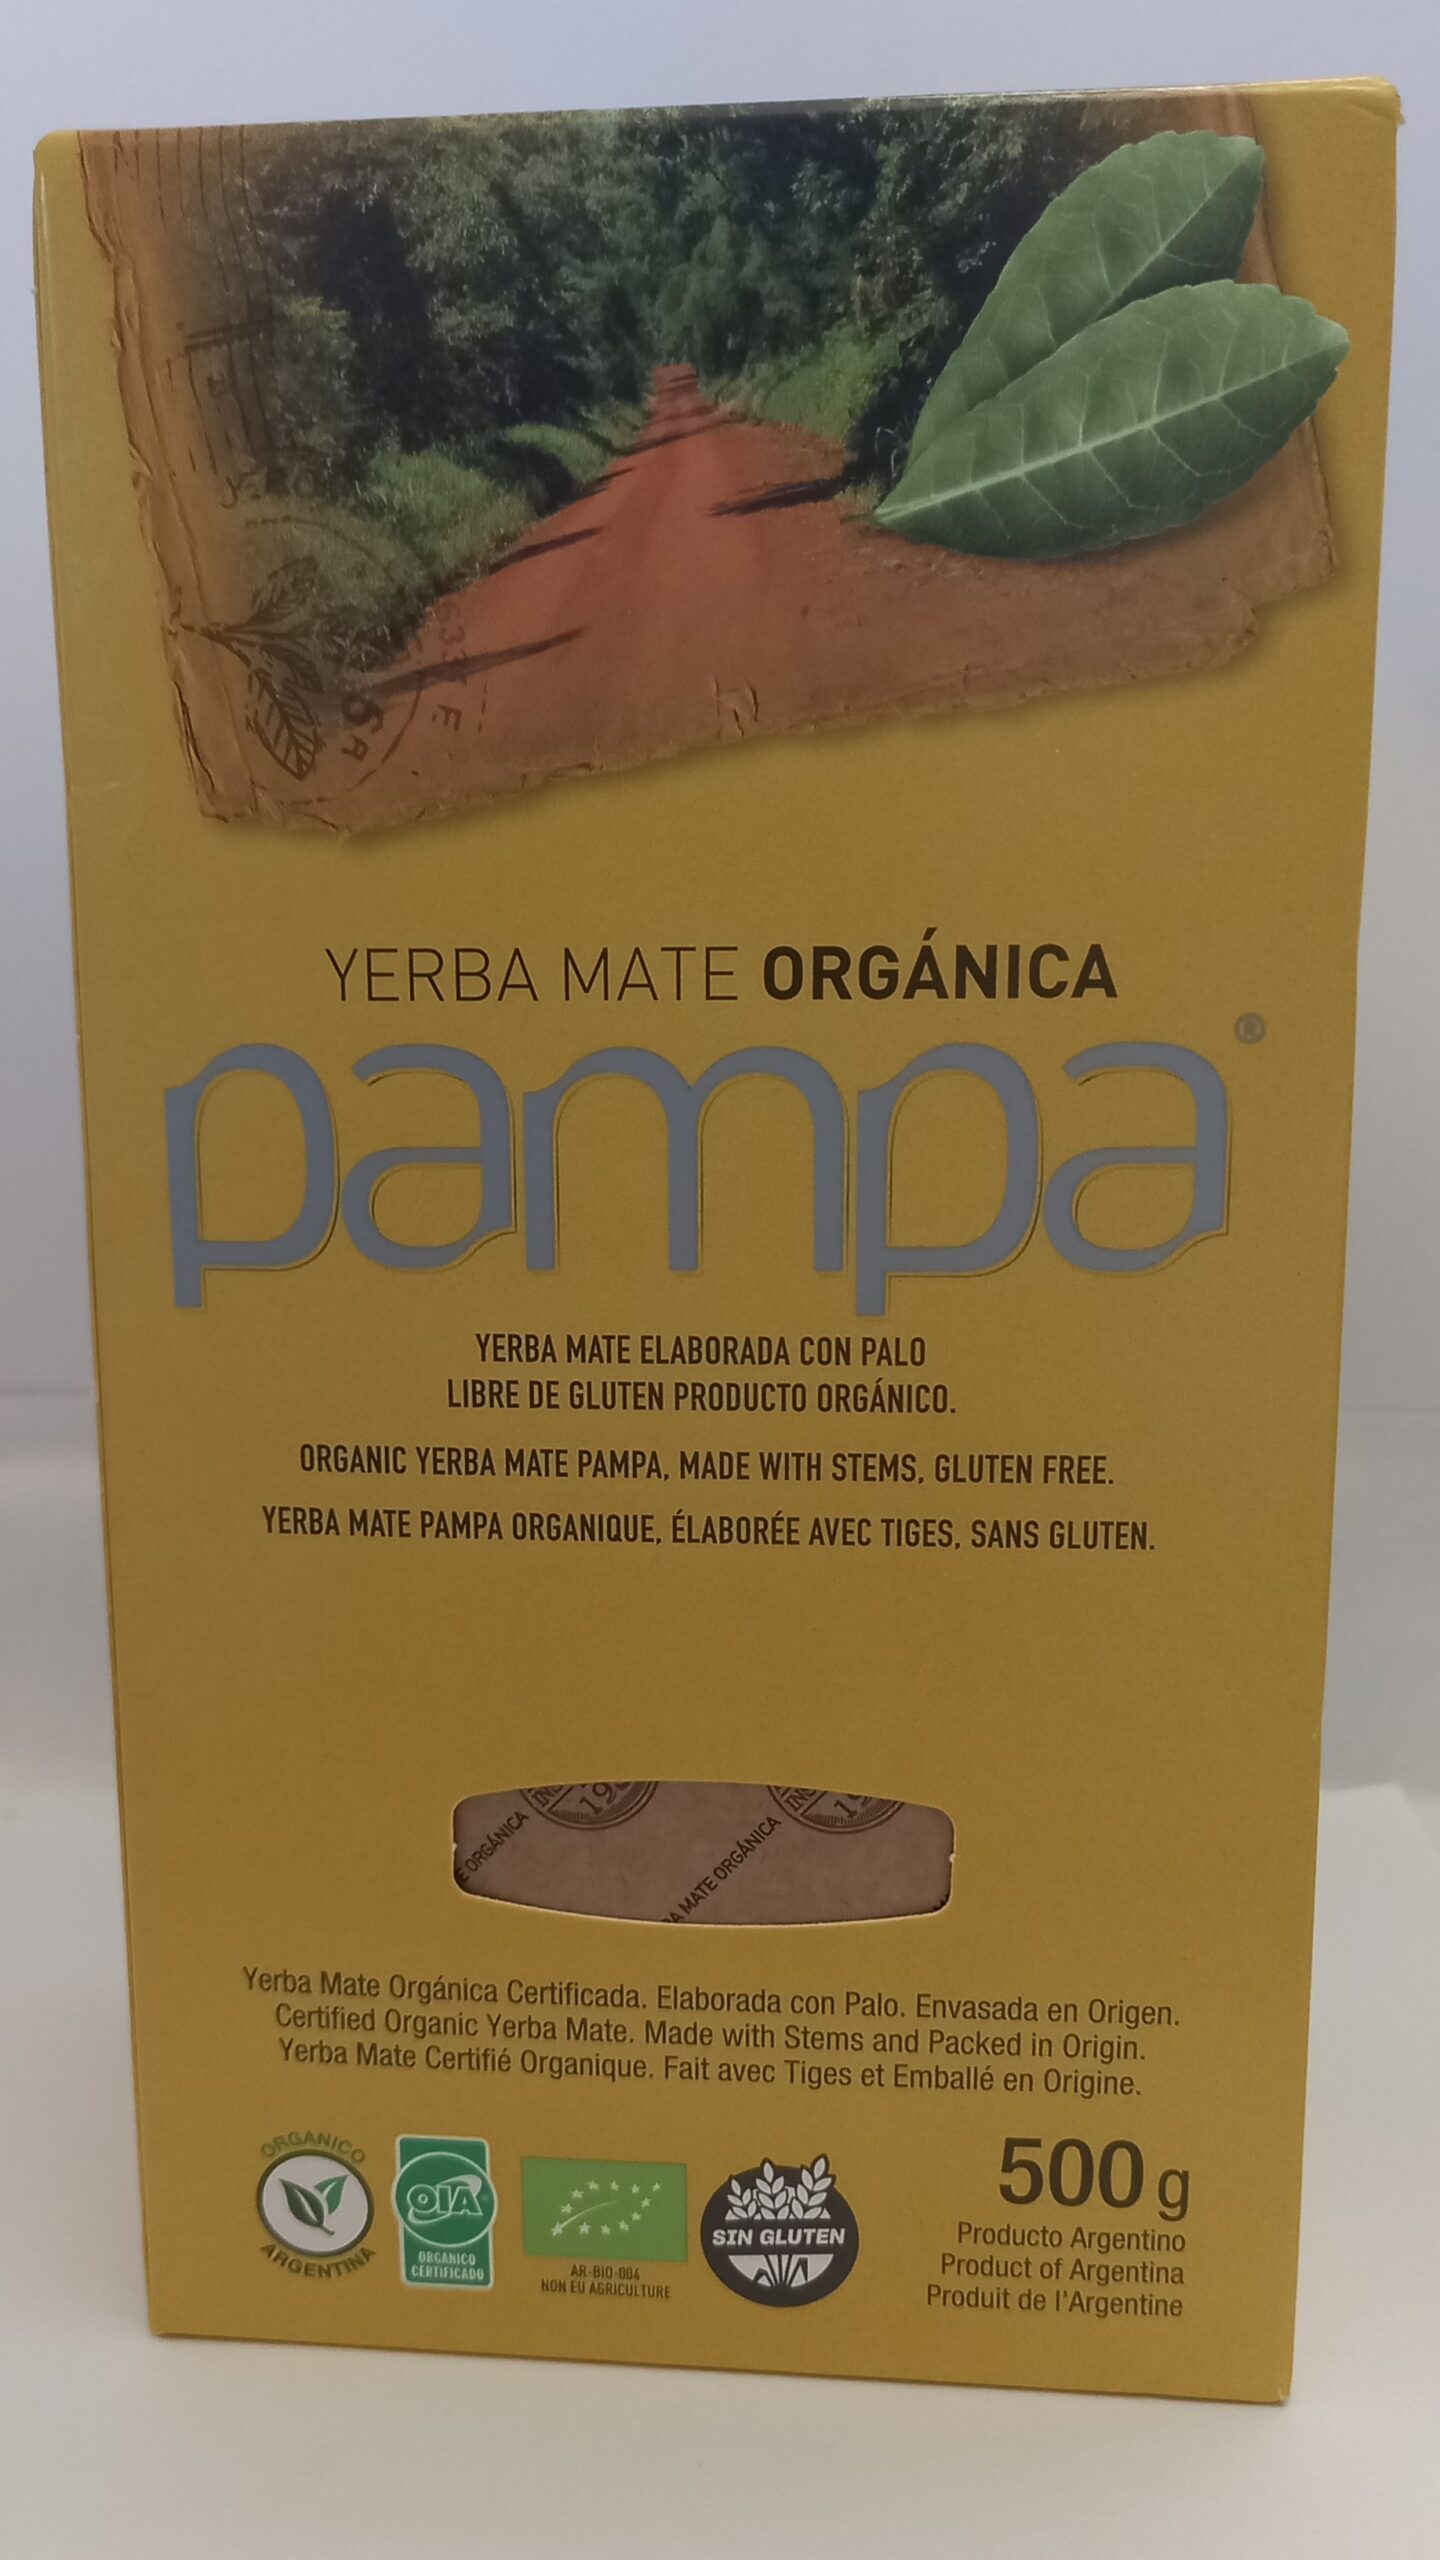 YERBA MATE ORGÁNICA
pampa®
YERBA MATE ELABORADA CON PALO
LIBRE DE GLUTEN PRODUCTO ORGÁNICO.
ORGANIC YERBA MATE PAMPA, MADE WITH STEMS, GLUTEN FREE.
YERBA MATE PAMPA ORGANIQUE, ÉLABORÉE AVEC TIGES, SANS GLUTEN.
E ORGÁNICA
MATE ORGÁNICA
Yerba Mate Orgánica Certificada. Elaborada con Palo. Envasada en Origen.
Certified Organic Yerba Mate. Made with Stems and Packed in Origin.
Yerba Mate Certifié Organique. Fait avec Tiges et Emballé en Origine.
ORGANICO
ARGENTINA
OIA
ORGANICO
CERTIFICADO
AR-BIO-004
NON EU AGRICULTURE
SIN GLUTEN
500 g
Producto Argentino
Product of Argentina
Produit de l'Argentine